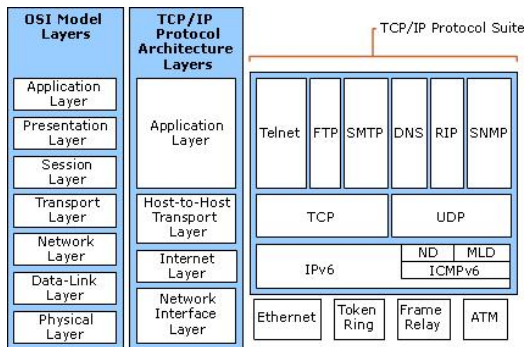 OSI Model
Layers
Application
Layer
Presentation
Layer
Session
Layer
Transport
Layer
Network
Layer
Data-Link
Layer
Physical
Layer
TCP/IP
Protocol
Architecture
Layers
Application
Layer
Host-to-Host
Transport
Layer
Internet
Layer
Network
Interface
Layer
TCP/IP Protocol Suite
Telnet FTP SMTP DNS RIP SNMP
TCP UDP
ND MLD
IPv6 ICMPv6
Ethernet
Token
Ring
Frame
Relay
ATM